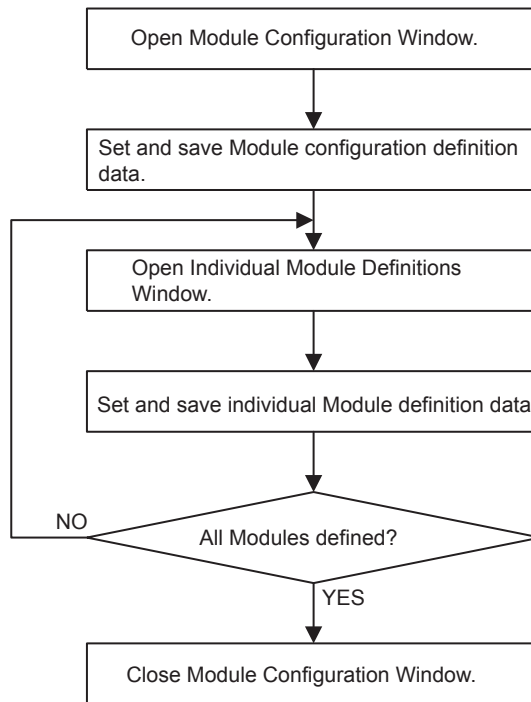 Open Module Configuration Window.
Set and save Module configuration definition
data.
Open Individual Module Definitions
Window.
Set and save individual Module definition data
All Modules defined?
NO
YES
Close Module Configuration Window.